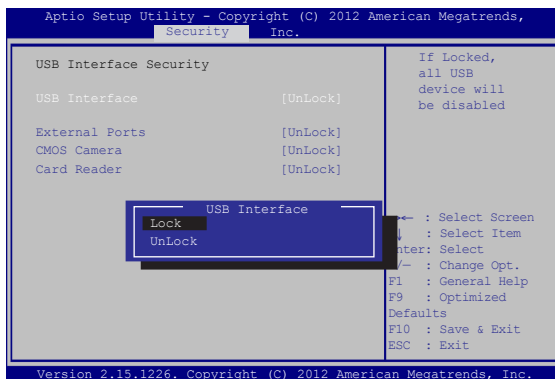 Aptio Setup Utility - Copyright (C) 2012 American Megatrends, Inc.
Security
USB Interface Security
USB Interface [UnLock]
External Ports [UnLock]
CMOS Camera [UnLock]
Card Reader [UnLock]
If Locked,
all USB
device will
be disabled
USB Interface
Lock
UnLock
← : Select Screen
↓ : Select Item
nter: Select
/— : Change Opt.
F1 : General Help
F9 : Optimized
Defaults
F10 : Save & Exit
ESC : Exit
Version 2.15.1226. Copyright (C) 2012 American Megatrends, Inc.